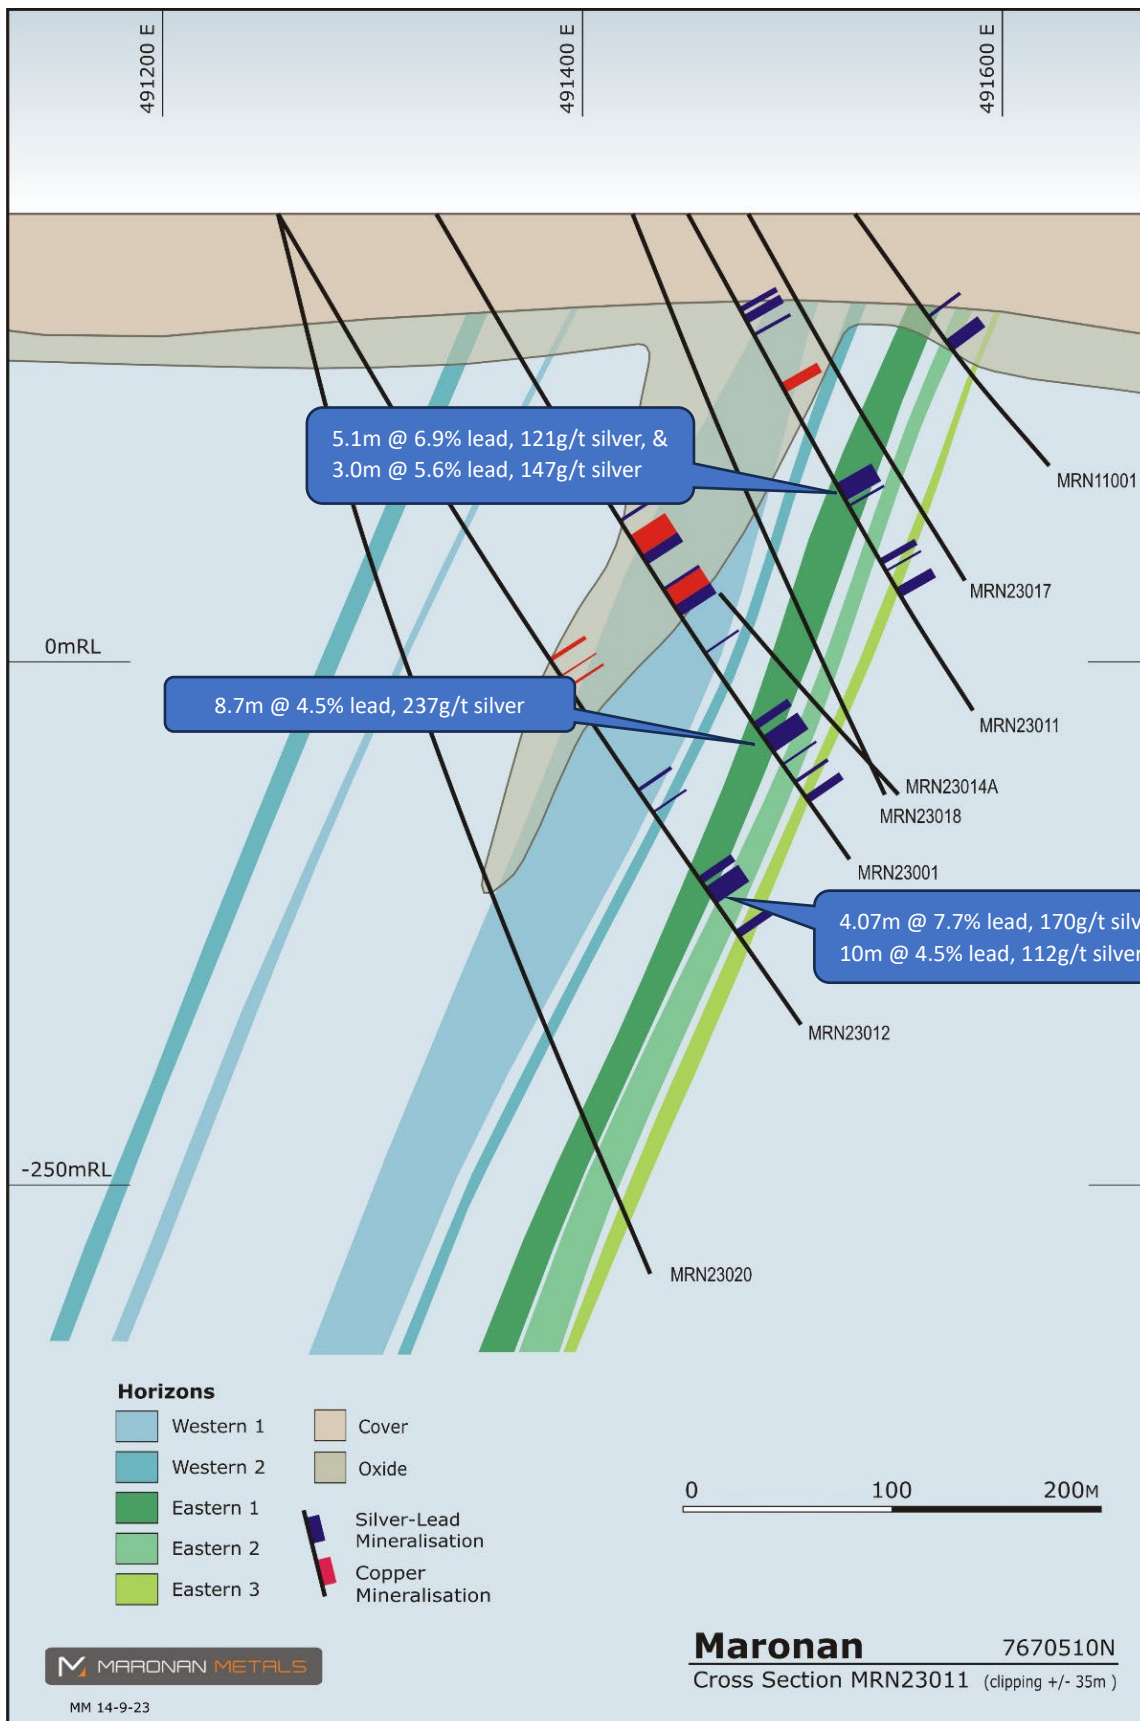 491200 E
491400 E
491600 E
5.1m @ 6.9% lead, 121g/t silver, &
3.0m @ 5.6% lead, 147g/t silver
MRN11001
MRN23017
0mRL
8.7m @ 4.5% lead, 237g/t silver
MRN23011
MRN23014A
MRN23018
MRN23001
4.07m @ 7.7% lead, 170g/t silv
10m @ 4.5% lead, 112g/t silver
MRN23012
-250mRL
MRN23020
Horizons
Western 1
Western 2
Eastern 1
Eastern 2
Eastern 3
Cover
Oxide
Silver-Lead
Mineralisation
Copper
Mineralisation
0 100 200M
MARONAN METALS
MM 14-9-23
Maronan 7670510N
Cross Section MRN23011 (clipping +/- 35m )